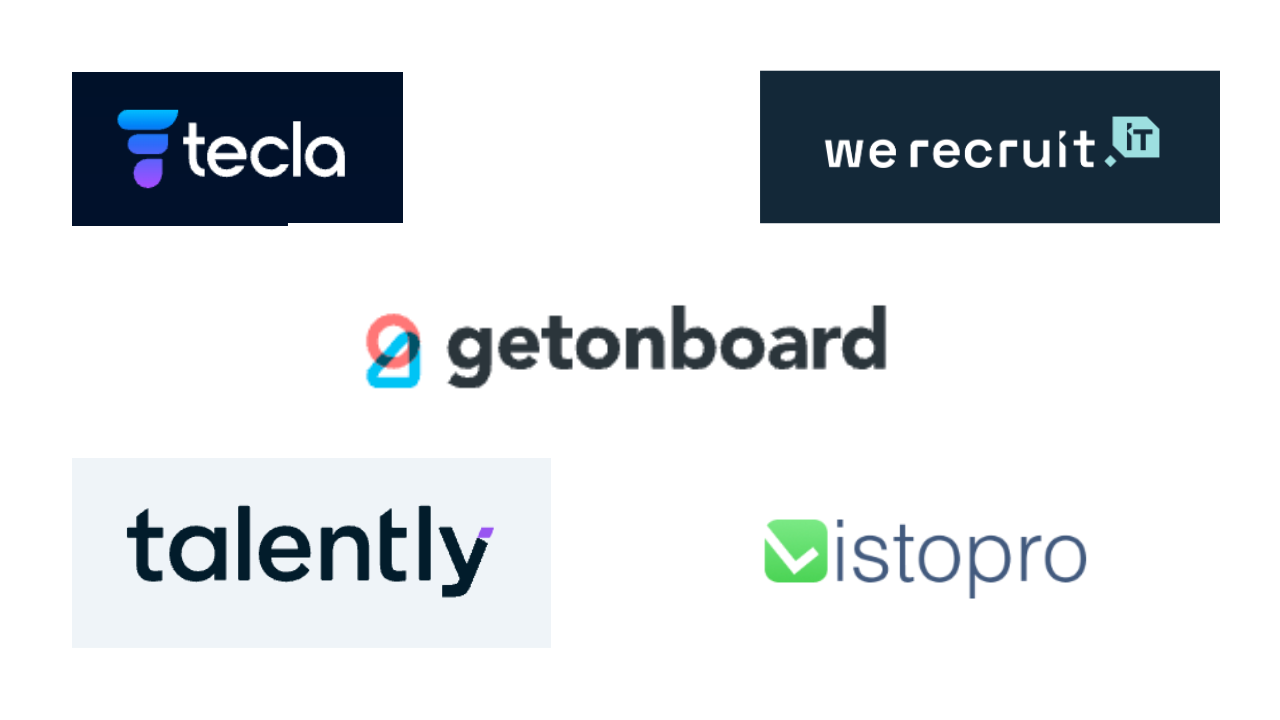 tecla
we recruit.iT
getonboard
talently
Vistopro